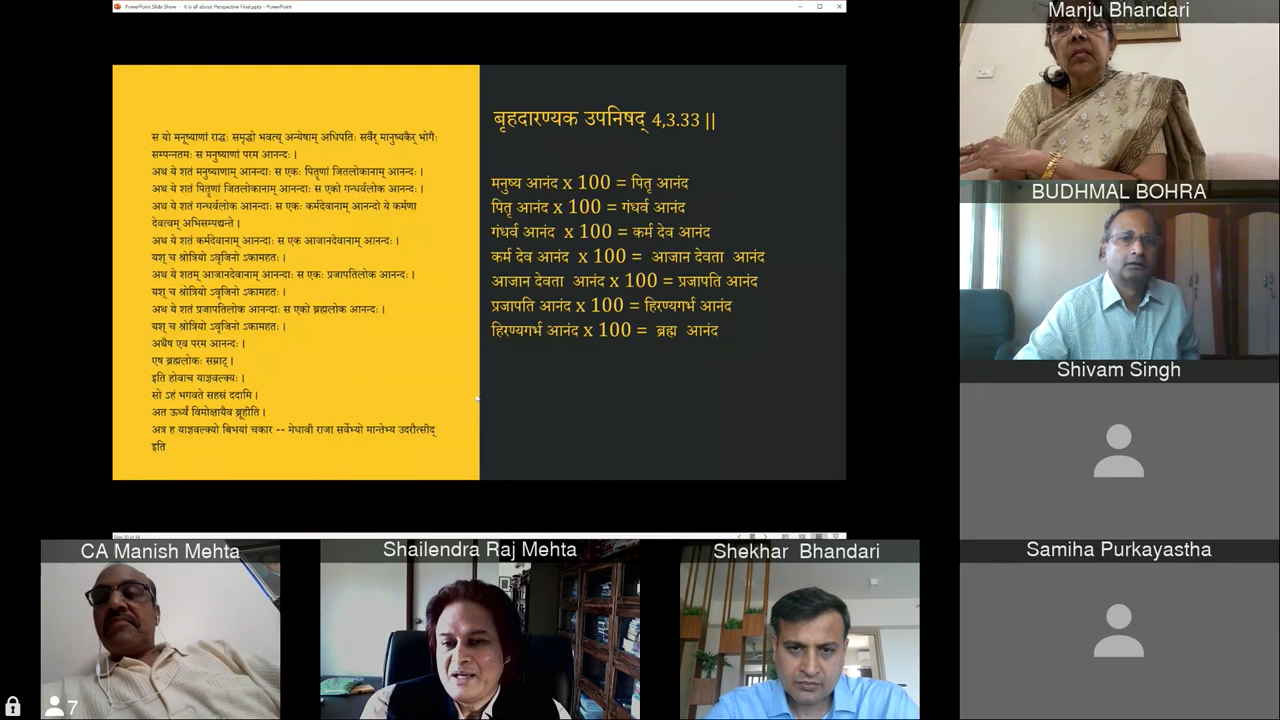 PowerPoint Slide Show - It is all about Perspective Final.ppts - PowerPoint
स यो मनूष्याणां राद्धः समृद्धो भवत्य् अन्येषाम् अधिपतिः सर्वैर् मानुष्यकैर् भोगैः
सम्पन्नतमः स मनुष्याणां परम आनन्दः ।
अथ ये शतं मनुष्याणाम् आनन्दाः स एकः पितॄणां जितलोकानाम् आनन्दः ।
अथ ये शतं पितॄणां जितलोकानाम् आनन्दाः स एको गन्धर्वलोक आनन्दः ।
अथ ये शतं गन्धर्वलोक आनन्दाः स एकः कर्मदेवानाम् आनन्दो ये कर्मणा
देवत्वम् अभिसम्पद्यन्ते ।
अथ ये शतं कर्मदेवानाम् आनन्दाः स एक आजानदेवानाम् आनन्दः ।
यश् च श्रोत्रियो ऽवृजिनो ऽकामहतः ।
अथ ये शतम् आजानदेवानाम् आनन्दाः स एकः प्रजापतिलोक आनन्दः ।
यश् च श्रोत्रियो ऽवृजिनो ऽकामहतः ।
अथ ये शतं प्रजापतिलोक आनन्दाः स एको ब्रह्मलोक आनन्दः ।
यश् च श्रोत्रियो ऽवृजिनो ऽकामहतः ।
अथैष एव परम आनन्दः ।
एष ब्रह्मलोकः सम्राट् ।
इति होवाच याज्ञवल्क्यः ।
सो ऽहं भगवते सहस्रं ददामि ।
अत ऊर्ध्वं विमोक्षायैव ब्रूहीति ।
अत्र ह याज्ञवल्क्यो बिभयां चकार -- मेधावी राजा सर्वेभ्यो मान्तेभ्य उदरौत्सीद्
इति
बृहदारण्यक उपनिषद् 4,3.33 ||
मनुष्य आनंद x 100 = पितृ आनंद
पितृ आनंद x 100 = गंधर्व आनंद
गंधर्व आनंद x 100 = कर्म देव आनंद
कर्म देव आनंद x 100 = आजान देवता आनंद
आजान देवता आनंद x 100 = प्रजापति आनंद
प्रजापति आनंद x 100 = हिरण्यगर्भ आनंद
हिरण्यगर्भ आनंद x 100 = ब्रह्म आनंद
Manju Bhandari
BUDHMAL BOHRA
Shivam Singh
Samiha Purkayastha
CA Manish Mehta
Shailendra Raj Mehta
Shekhar Bhandari
7